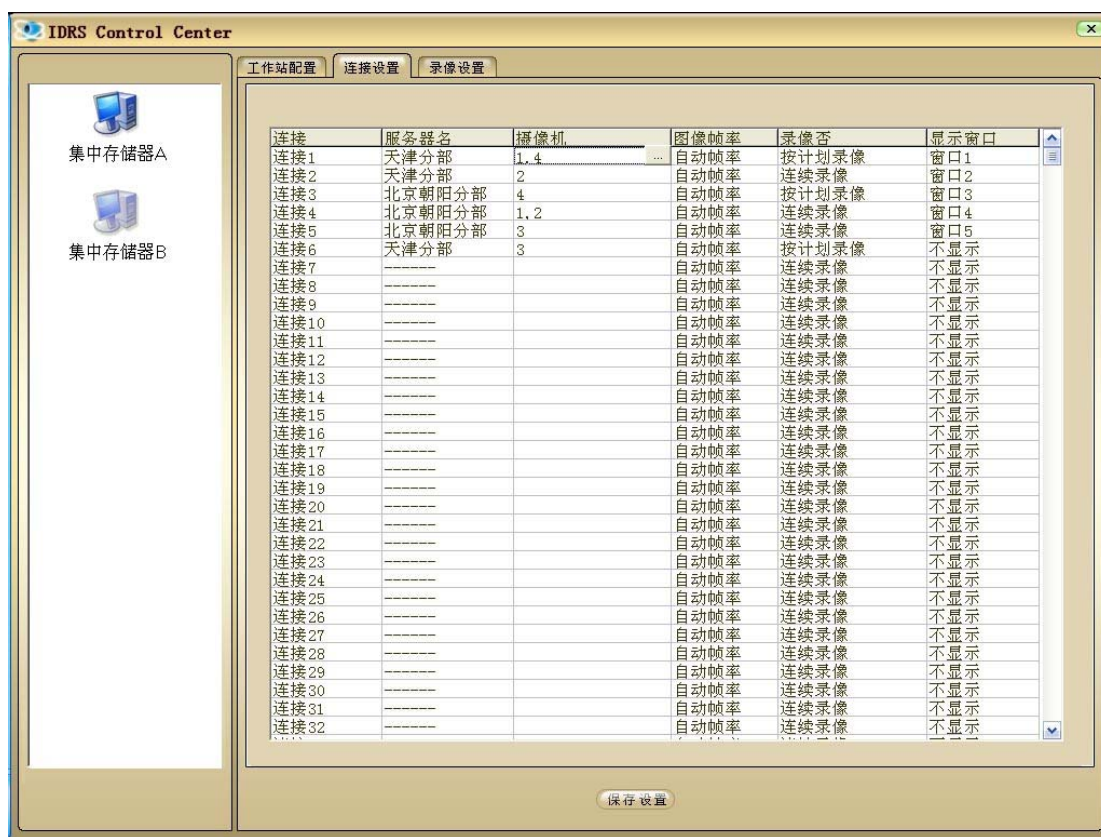 IDRS Control Center
集中存储器A
集中存储器B
工作站配置 连接设置 录像设置
连接 服务器名 摄像机 图像帧率 录像否 显示窗口
连接1 天津分部 1,4 ... 自动帧率 按计划录像 窗口1
连接2 天津分部 2 自动帧率 连续录像 窗口2
连接3 北京朝阳分部 4 自动帧率 按计划录像 窗口3
连接4 北京朝阳分部 1,2 自动帧率 连续录像 窗口4
连接5 北京朝阳分部 3 自动帧率 连续录像 窗口5
连接6 天津分部 3 自动帧率 按计划录像 不显示
连接7 ------ 自动帧率 连续录像 不显示
连接8 ------ 自动帧率 连续录像 不显示
连接9 ------ 自动帧率 连续录像 不显示
连接10 ------ 自动帧率 连续录像 不显示
连接11 ------ 自动帧率 连续录像 不显示
连接12 ------ 自动帧率 连续录像 不显示
连接13 ------ 自动帧率 连续录像 不显示
连接14 ------ 自动帧率 连续录像 不显示
连接15 ------ 自动帧率 连续录像 不显示
连接16 ------ 自动帧率 连续录像 不显示
连接17 ------ 自动帧率 连续录像 不显示
连接18 ------ 自动帧率 连续录像 不显示
连接19 ------ 自动帧率 连续录像 不显示
连接20 ------ 自动帧率 连续录像 不显示
连接21 ------ 自动帧率 连续录像 不显示
连接22 ------ 自动帧率 连续录像 不显示
连接23 ------ 自动帧率 连续录像 不显示
连接24 ------ 自动帧率 连续录像 不显示
连接25 ------ 自动帧率 连续录像 不显示
连接26 ------ 自动帧率 连续录像 不显示
连接27 ------ 自动帧率 连续录像 不显示
连接28 ------ 自动帧率 连续录像 不显示
连接29 ------ 自动帧率 连续录像 不显示
连接30 ------ 自动帧率 连续录像 不显示
连接31 ------ 自动帧率 连续录像 不显示
连接32 ------ 自动帧率 连续录像 不显示
保存设置